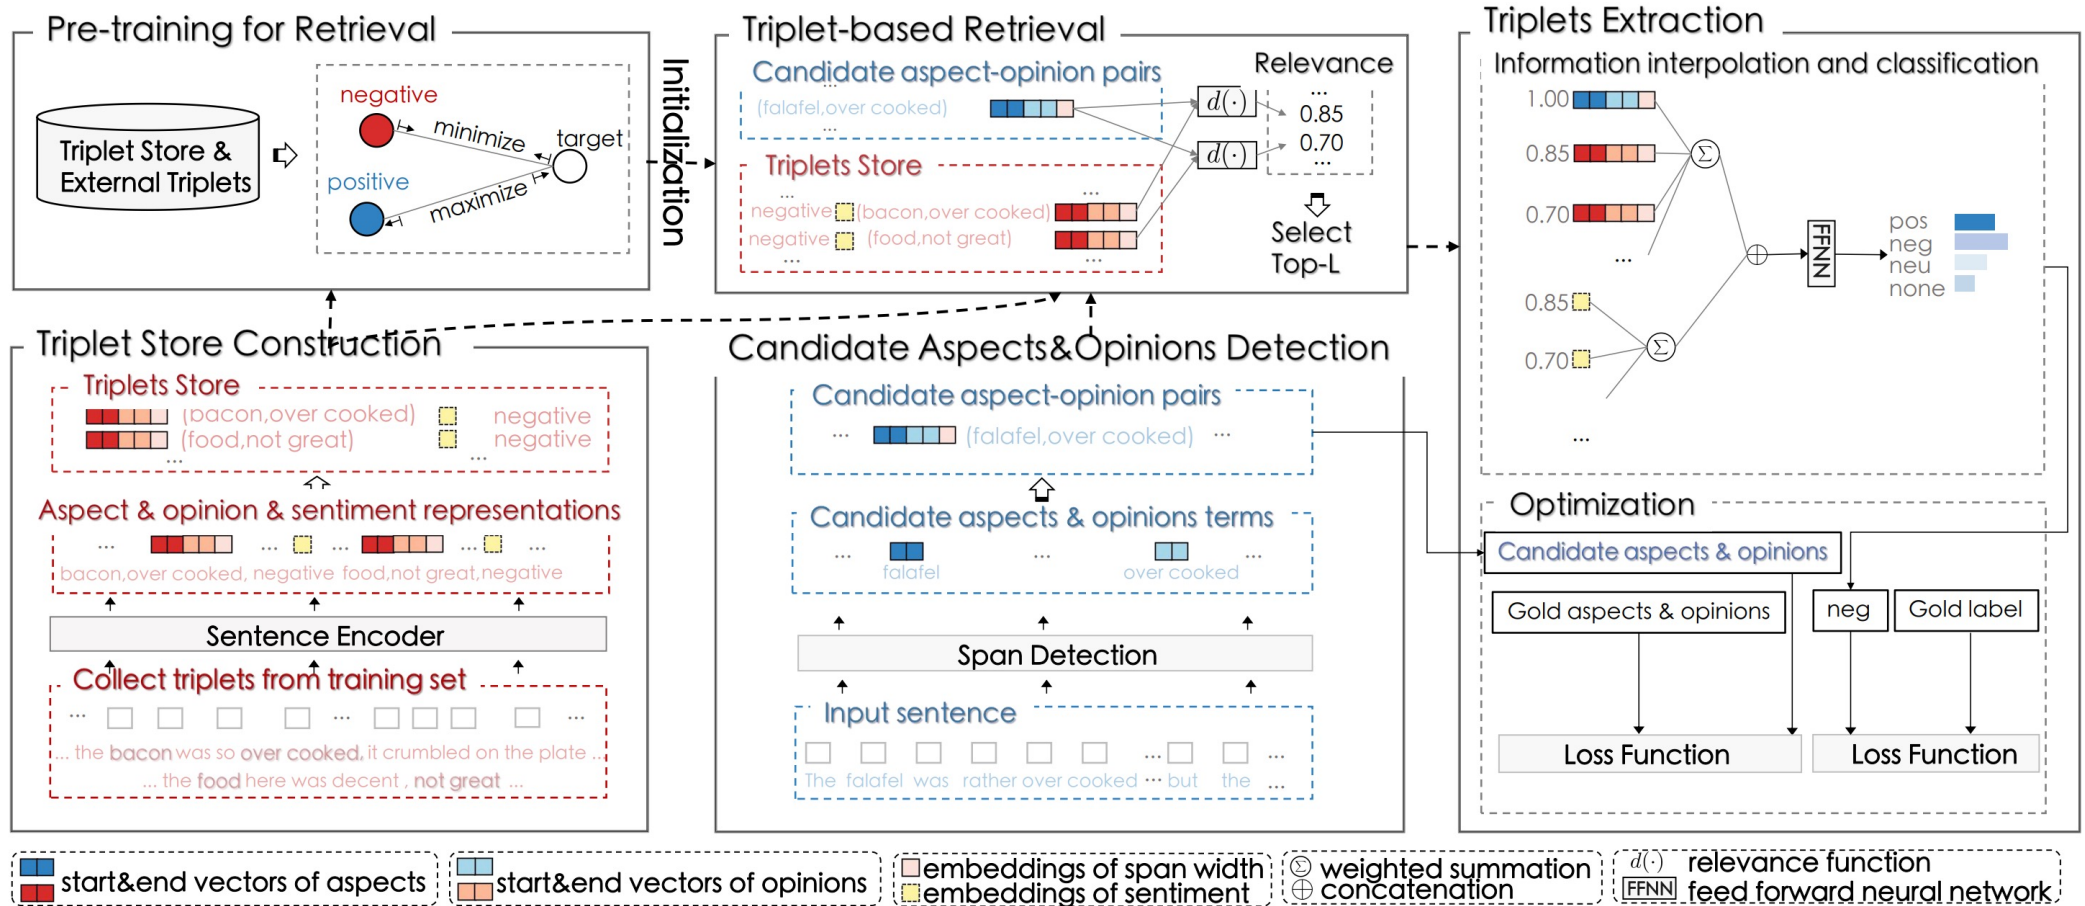 Pre-training for Retrieval
Triplet Store &
External Triplets
negative
minimize
target
positive
maximize
Initialization
Triplet-based Retrieval
Candidate aspect-opinion pairs
...
(falafel,over cooked)
...
d(·)
d(·)
Relevance
...
0.85
0.70
...
Select
Top-L
Triplets Store
...
...
negative (bacon,over cooked)
negative (food,not great)
...
...
Triplets Extraction
Information interpolation and classification
1.00
0.85
0.70
...
0.85
0.70
...
Σ
Σ
FFNN
pos
neg
neu
none
Triplet Store Construction
Triplets Store
(bacon,over cooked) negative
(food,not great) negative
... ...
Aspect & opinion & sentiment representations
... ... ... ... ...
bacon,over cooked, negative food,not great,negative
Sentence Encoder
Collect triplets from training set
... ... ...
... the bacon was so over cooked, it crumbled on the plate ...
... the food here was decent , not great ...
Candidate Aspects&Opinions Detection
Candidate aspect-opinion pairs
... (falafel,over cooked) ...
Candidate aspects & opinions terms
... ... ...
falafel over cooked
Span Detection
Input sentence
... ...
The falafel was rather over cooked ... but the ...
Optimization
Candidate aspects & opinions
Gold aspects & opinions
neg
Gold label
Loss Function
Loss Function
start&end vectors of aspects
start&end vectors of opinions
embeddings of span width
embeddings of sentiment
Σ weighted summation
⊕ concatenation
d(·) relevance function
FFNN feed forward neural network